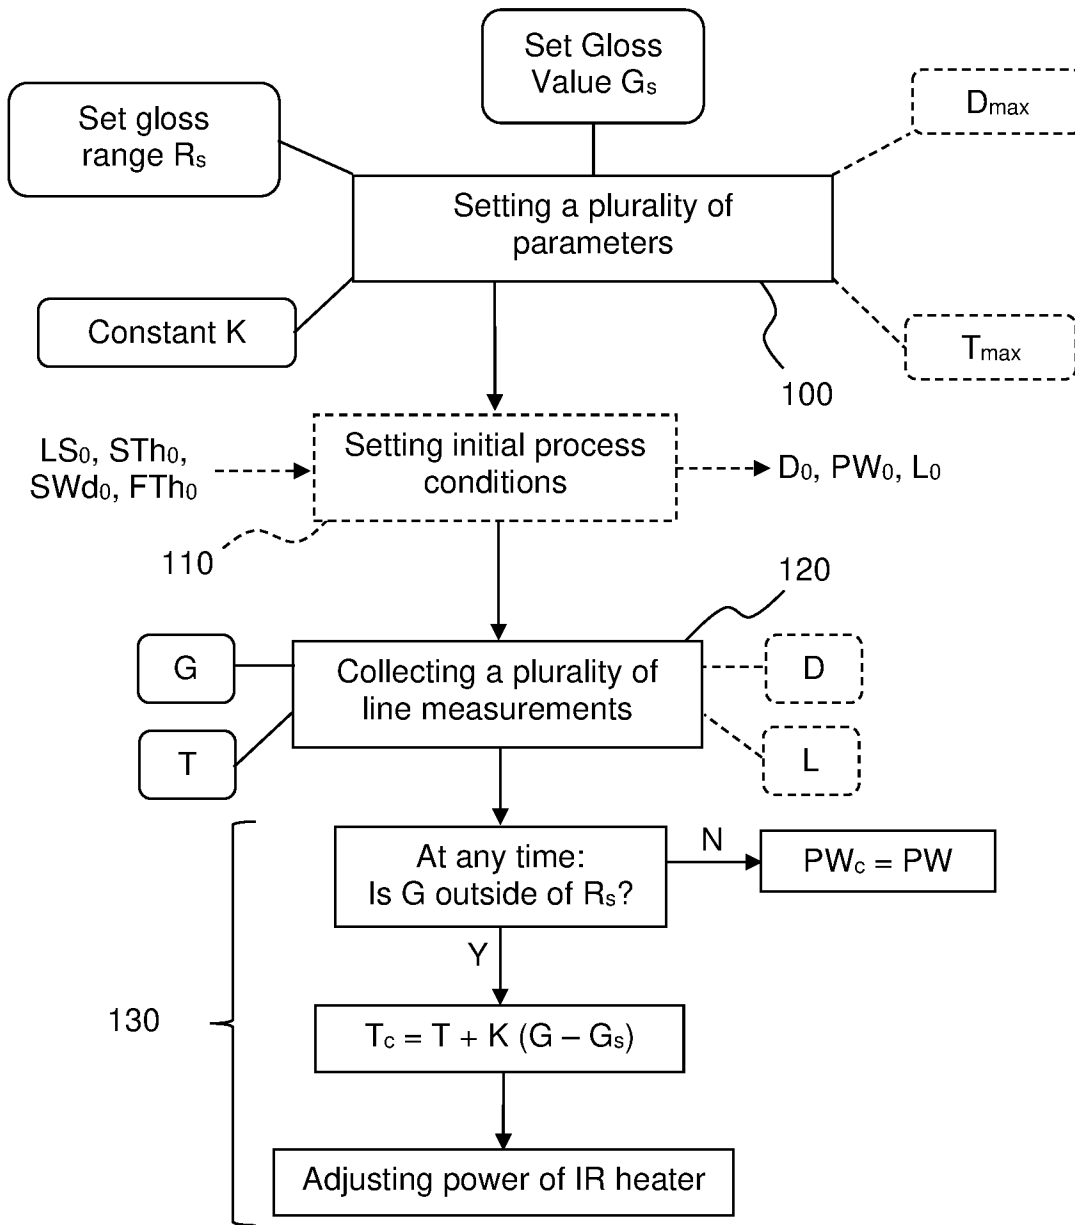 Set Gloss
Value Gs
Dmax
Set gloss
range Rs
Setting a plurality of
parameters
Constant K
Tmax
100
LS0, STh0,
SWd0, FTh0
Setting initial process
conditions
D0, PW0, L0
110
120
G
Collecting a plurality of
line measurements
D
T
L
At any time:
Is G outside of Rs?
N
PWc = PW
Y
130
Tc = T + K (G – Gs)
Adjusting power of IR heater